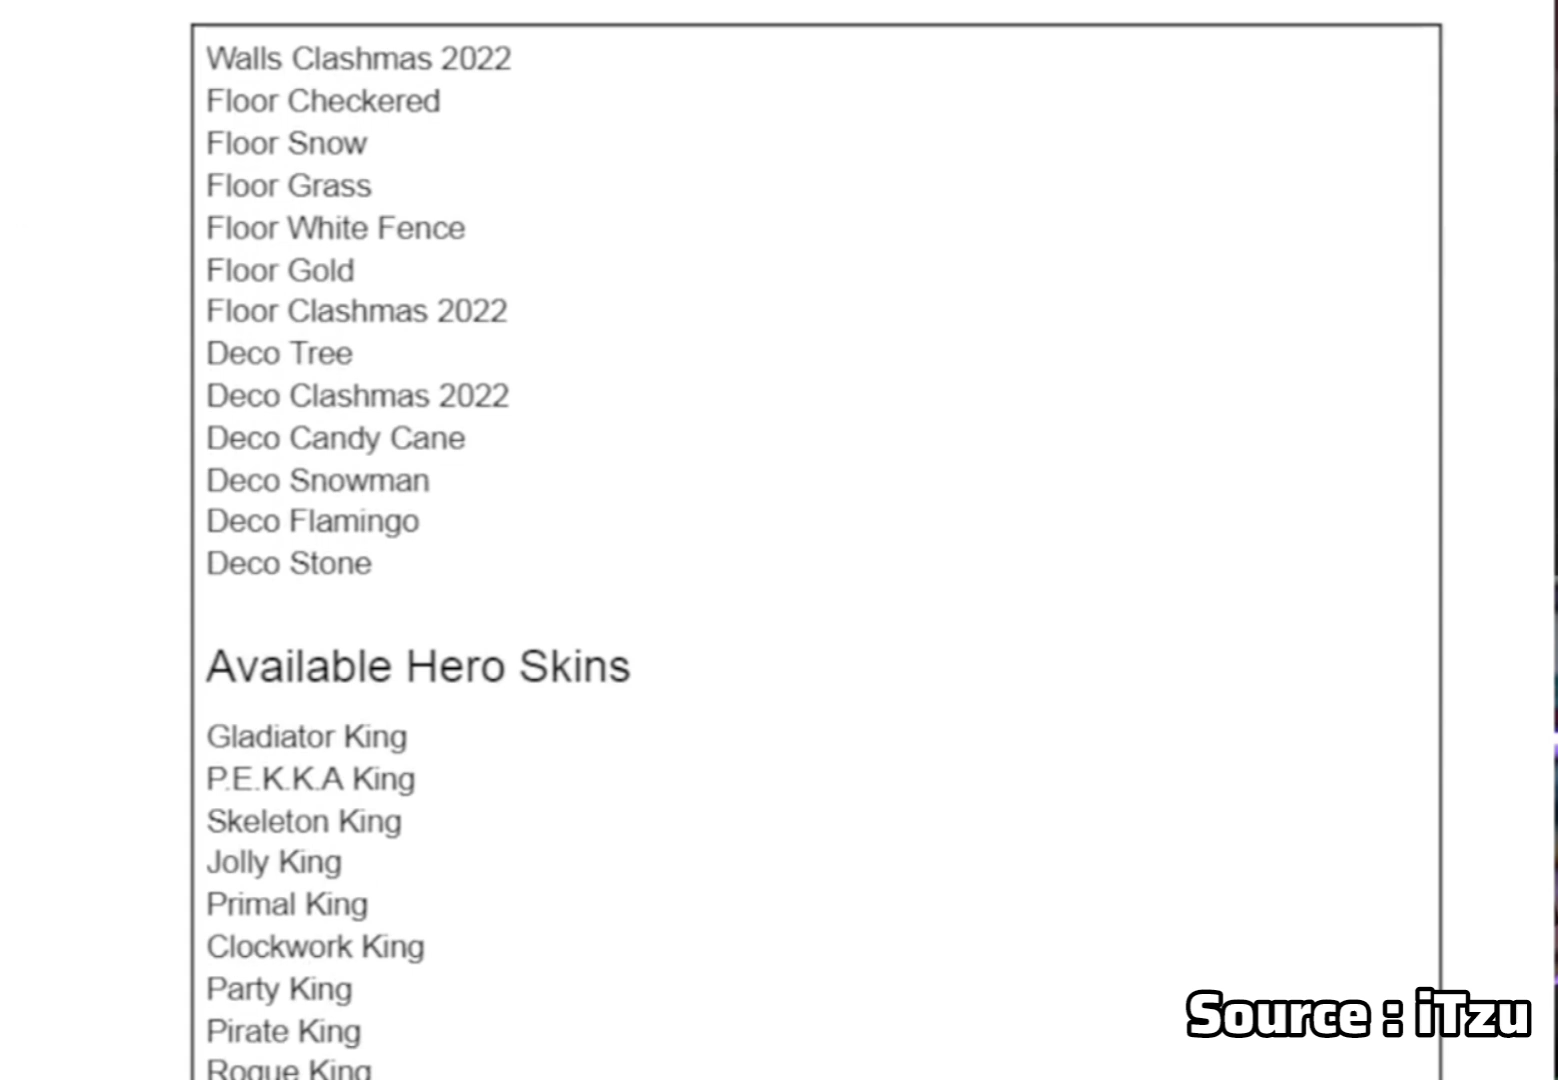 Walls Clashmas 2022
Floor Checkered
Floor Snow
Floor Grass
Floor White Fence
Floor Gold
Floor Clashmas 2022
Deco Tree
Deco Clashmas 2022
Deco Candy Cane
Deco Snowman
Deco Flamingo
Deco Stone
Available Hero Skins
Gladiator King
P.E.K.K.A King
Skeleton King
Jolly King
Primal King
Clockwork King
Party King
Pirate King
Rogue King
Source : iTzu